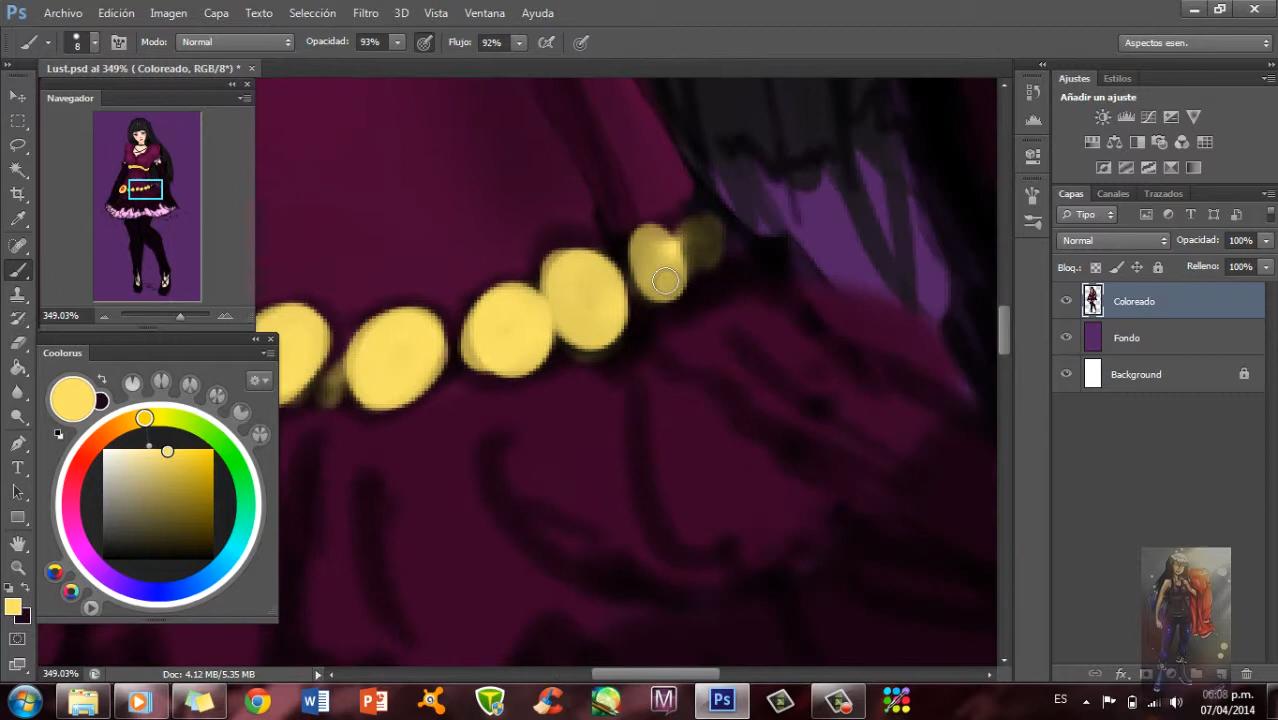 Ps Archivo Edición Imagen Capa Texto Selección Filtro 3D Vista Ventana Ayuda
8 Modo: Normal Opacidad: 93% Flujo: 92% Aspectos esen.
Lust.psd al 349% ( Coloreado, RGB/8*) *
Navegador
349.03%
Coolorus
Ajustes Estilos
Añadir un ajuste
Capas Canales Trazados
Tipo
Normal Opacidad: 100%
Bloq.: Relleno: 100%
Coloreado
Fondo
Background
349.03% Doc: 4.12 MB/5.35 MB
ES 06:08 p.m.
07/04/2014